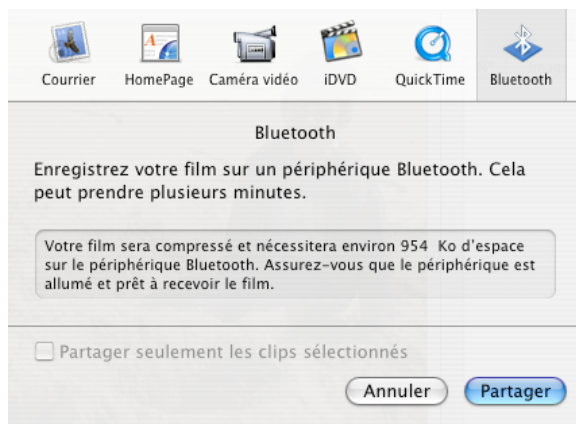 Courrier HomePage Caméra vidéo iDVD QuickTime Bluetooth
Bluetooth
Enregistrez votre film sur un périphérique Bluetooth. Cela
peut prendre plusieurs minutes.
Votre film sera compressé et nécessitera environ 954 Ko d'espace
sur le périphérique Bluetooth. Assurez-vous que le périphérique est
allumé et prêt à recevoir le film.
Partager seulement les clips sélectionnés
Annuler Partager